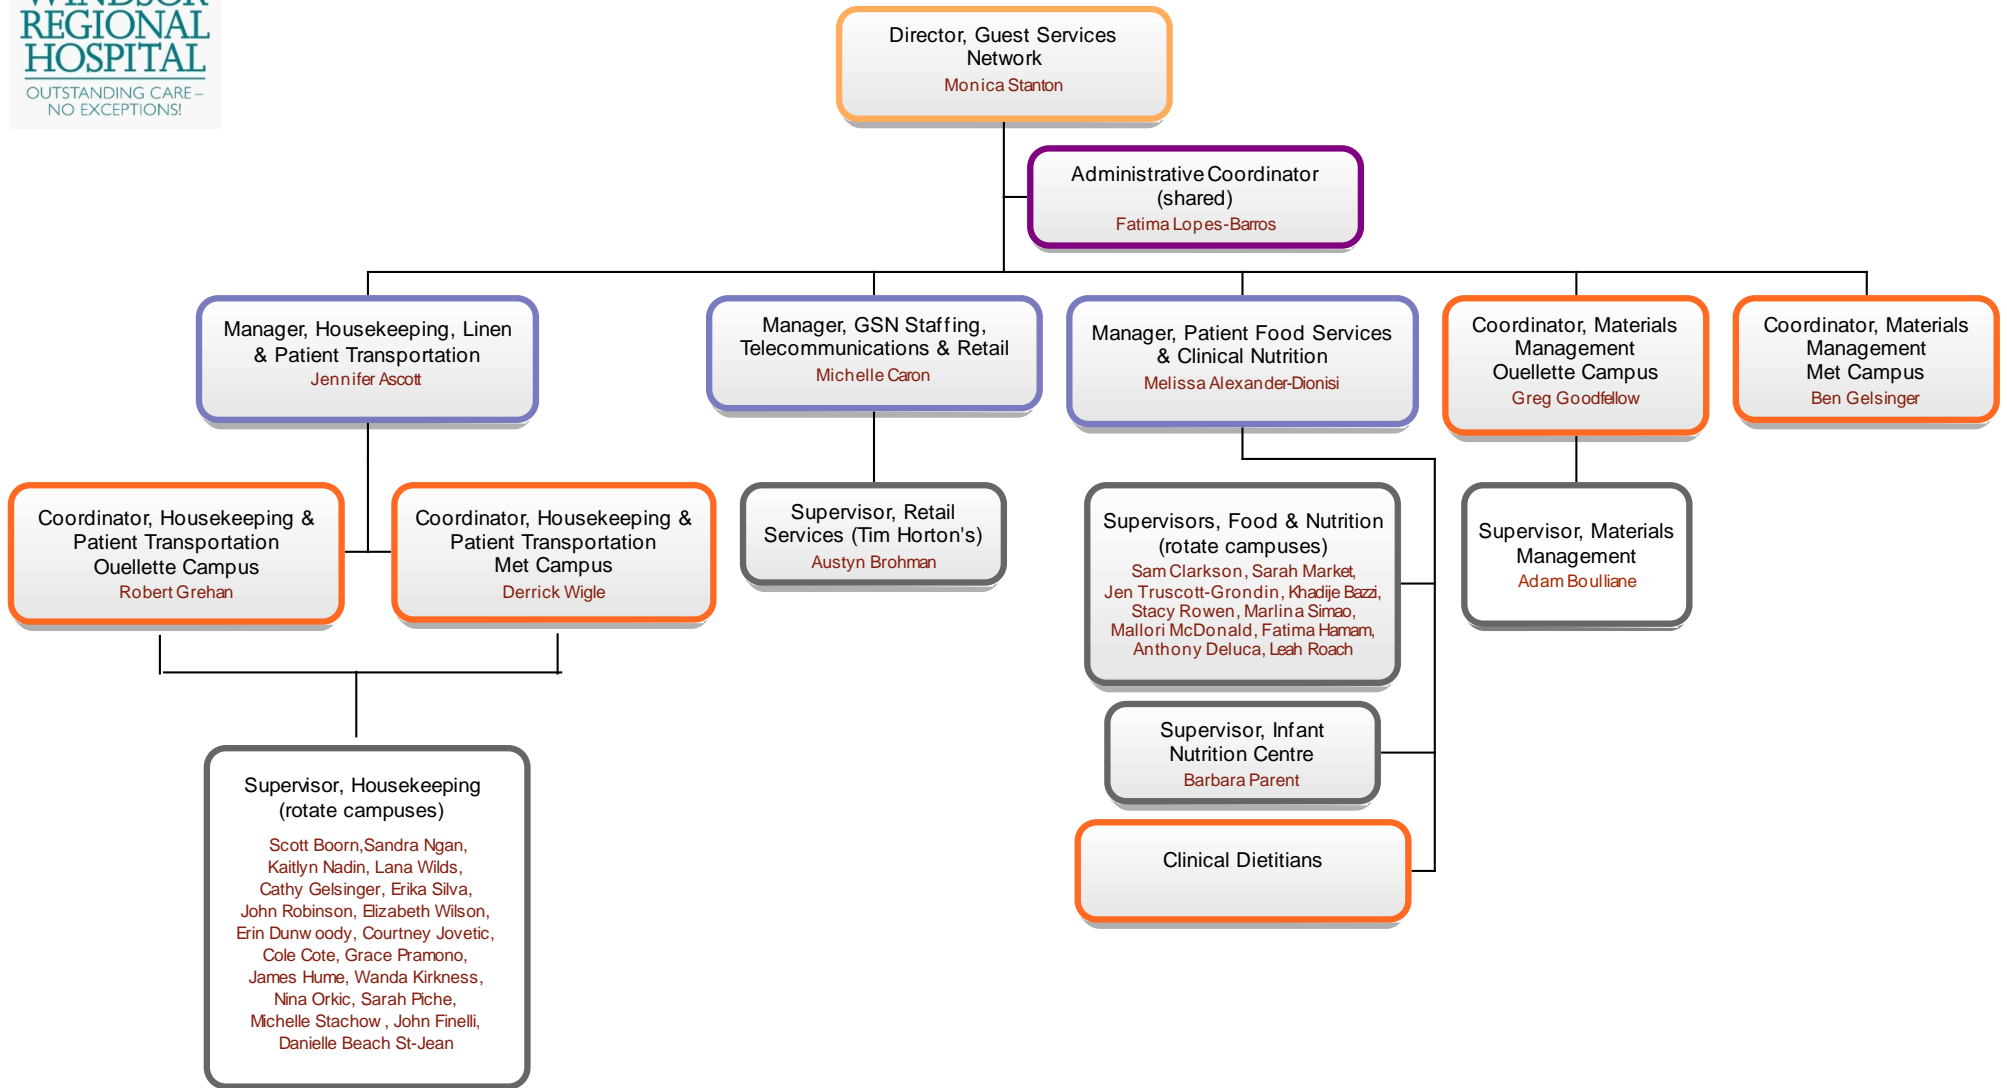 WINDSOR
REGIONAL
HOSPITAL
OUTSTANDING CARE –
NO EXCEPTIONS!
Director, Guest Services
Network
Monica Stanton
Administrative Coordinator
(shared)
Fatima Lopes-Barros
Manager, Housekeeping, Linen
& Patient Transportation
Jennifer Ascott
Manager, GSN Staffing,
Telecommunications & Retail
Michelle Caron
Manager, Patient Food Services
& Clinical Nutrition
Melissa Alexander-Dionisi
Coordinator, Materials
Management
Ouellette Campus
Greg Goodfellow
Coordinator, Materials
Management
Met Campus
Ben Gelsinger
Coordinator, Housekeeping &
Patient Transportation
Ouellette Campus
Robert Grehan
Coordinator, Housekeeping &
Patient Transportation
Met Campus
Derrick Wigle
Supervisor, Retail
Services (Tim Horton's)
Austyn Brohman
Supervisors, Food & Nutrition
(rotate campuses)
Sam Clarkson, Sarah Market,
Jen Truscott-Grondin, Khadije Bazzi,
Stacy Rowen, Marlina Simao,
Mallori McDonald, Fatima Hamam,
Anthony Deluca, Leah Roach
Supervisor, Materials
Management
Adam Boulliane
Supervisor, Infant
Nutrition Centre
Barbara Parent
Clinical Dietitians
Supervisor, Housekeeping
(rotate campuses)
Scott Boorn,Sandra Ngan,
Kaitlyn Nadin, Lana Wilds,
Cathy Gelsinger, Erika Silva,
John Robinson, Elizabeth Wilson,
Erin Dunwoody, Courtney Jovetic,
Cole Cote, Grace Pramono,
James Hume, Wanda Kirkness,
Nina Orkic, Sarah Piche,
Michelle Stachow , John Finelli,
Danielle Beach St-Jean